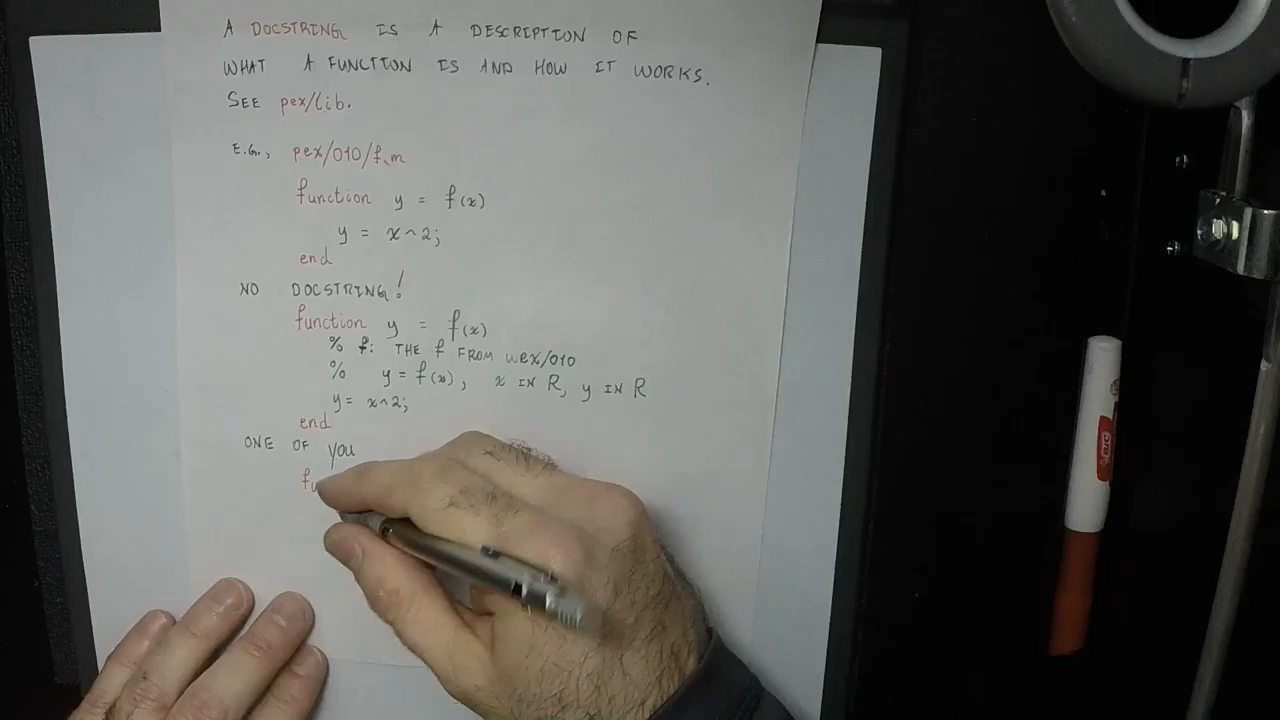 A DOCSTRING IS A DESCRIPTION OF
WHAT A FUNCTION IS AND HOW IT WORKS.
SEE pex/lib.
E.G., pex/010/f.m
function y = f(x)
y = x^2;
end
NO DOCSTRING!
function y = f(x)
% f: THE f FROM wex/010
% y = f(x), x IN R, y IN R
y = x^2;
end
ONE OF YOU
fu
BIC